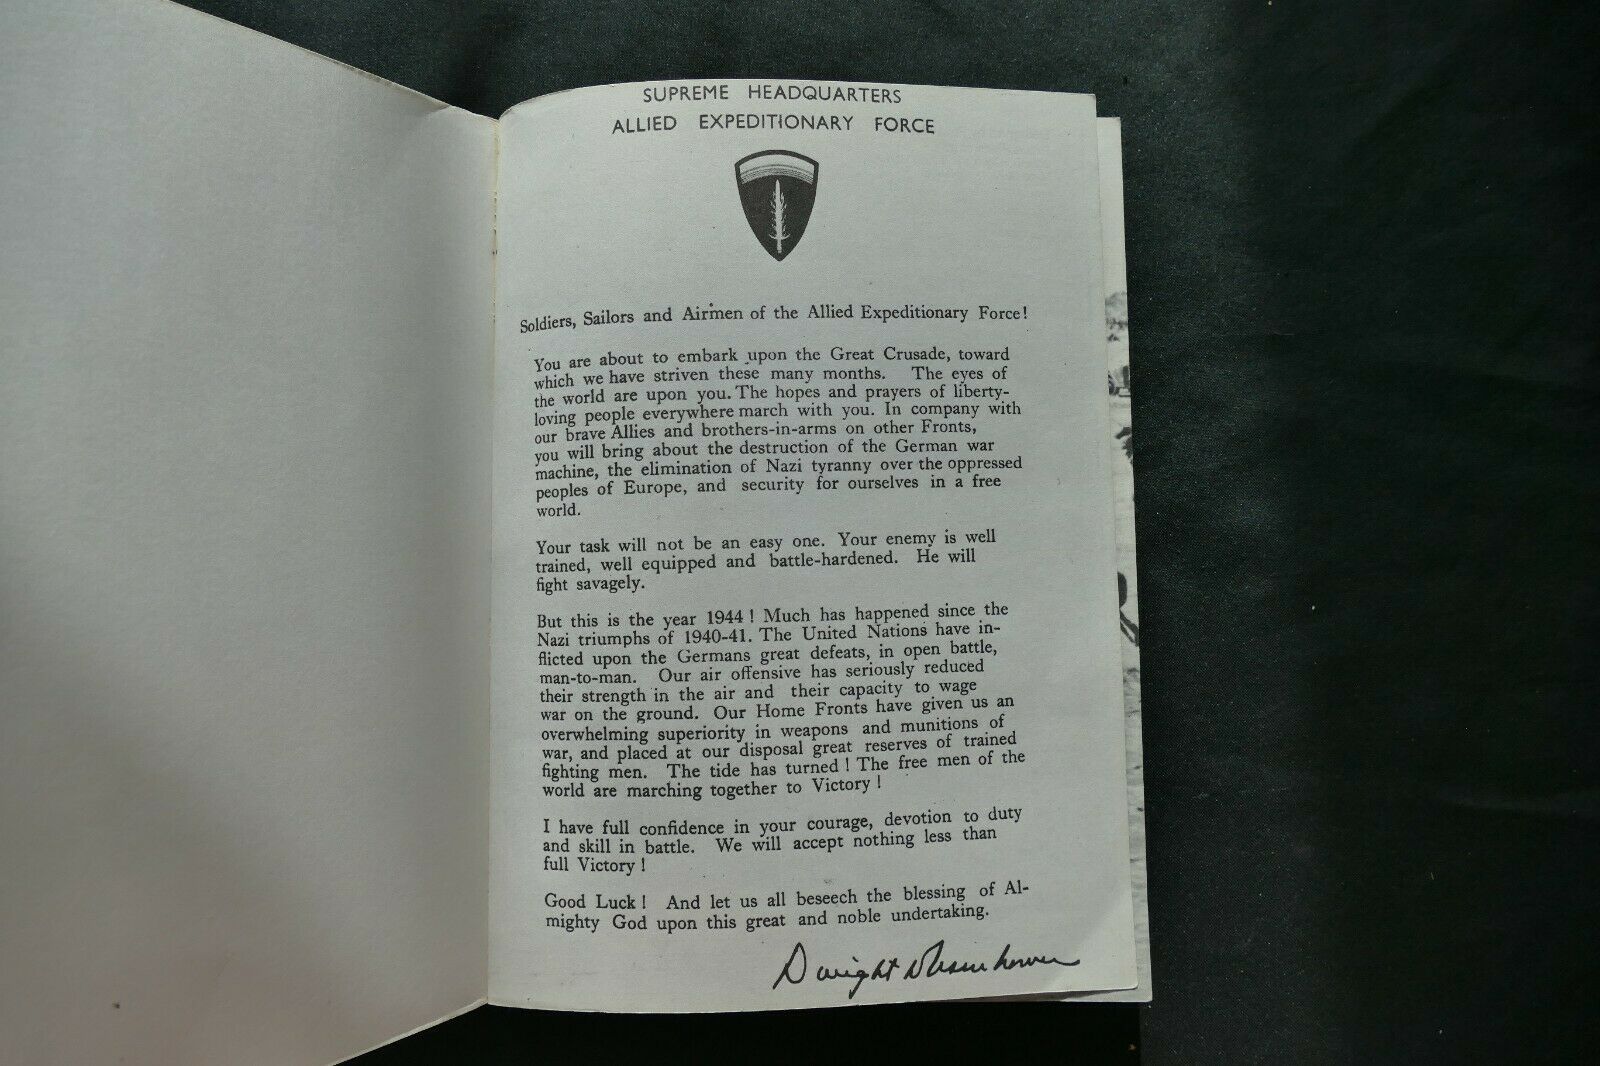 SUPREME HEADQUARTERS
ALLIED EXPEDITIONARY FORCE
Soldiers, Sailors and Airmen of the Allied Expeditionary Force!
You are about to embark upon the Great Crusade, toward
which we have striven these many months. The eyes of
the world are upon you. The hopes and prayers of liberty-
loving people everywhere march with you. In company with
our brave Allies and brothers-in-arms on other Fronts,
you will bring about the destruction of the German war
machine, the elimination of Nazi tyranny over the oppressed
peoples of Europe, and security for ourselves in a free
world.
Your task will not be an easy one. Your enemy is well
trained, well equipped and battle-hardened. He will
fight savagely.
But this is the year 1944! Much has happened since the
Nazi triumphs of 1940-41. The United Nations have in-
flicted upon the Germans great defeats, in open battle,
man-to-man. Our air offensive has seriously reduced
their strength in the air and their capacity to wage
war on the ground. Our Home Fronts have given us an
overwhelming superiority in weapons and munitions of
war, and placed at our disposal great reserves of trained
fighting men. The tide has turned! The free men of the
world are marching together to Victory!
I have full confidence in your courage, devotion to duty
and skill in battle. We will accept nothing less than
full Victory!
Good Luck! And let us all beseech the blessing of Al-
mighty God upon this great and noble undertaking.
Dwight D Eisenhower